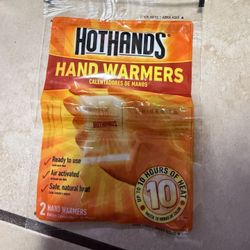 HOTHANDS®
HAND WARMERS
CALENTADORES DE MANOS
HOTHANDS
Ready to use
Air activated
Safe, natural heat
UP TO 10 HOURS OF HEAT
10
2 HAND WARMERS